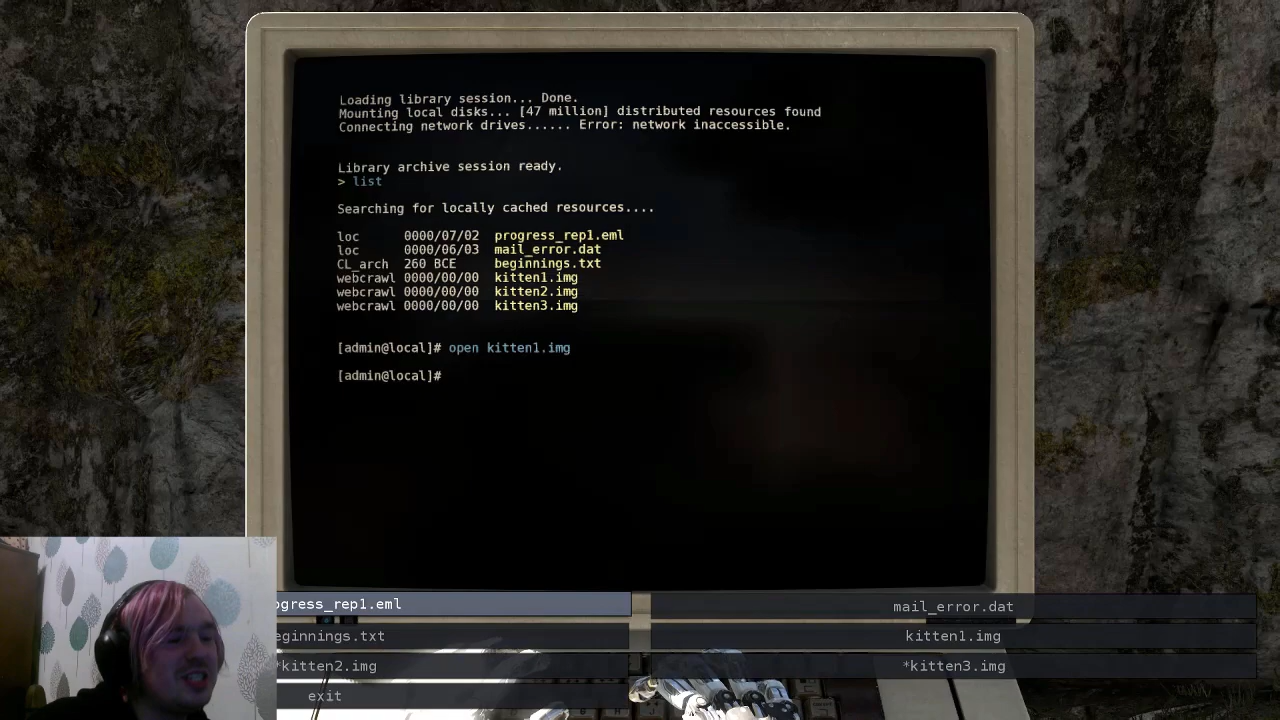 Loading library session... Done.
Mounting local disks... [47 million] distributed resources found
Connecting network drives...... Error: network inaccessible.
Library archive session ready.
> list
Searching for locally cached resources....
loc 0000/07/02 progress_rep1.eml
loc 0000/06/03 mail_error.dat
CL_arch 260 BCE beginnings.txt
webcrawl 0000/00/00 kitten1.img
webcrawl 0000/00/00 kitten2.img
webcrawl 0000/00/00 kitten3.img
[admin@local]# open kitten1.img
[admin@local]#
ogress_rep1.eml mail_error.dat
eginnings.txt kitten1.img
*kitten2.img *kitten3.img
exit